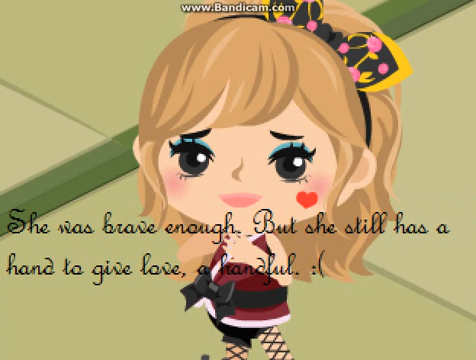 www.Bandicam.com
She was brave enough. But she still has a
hand to give love, a handful. :(